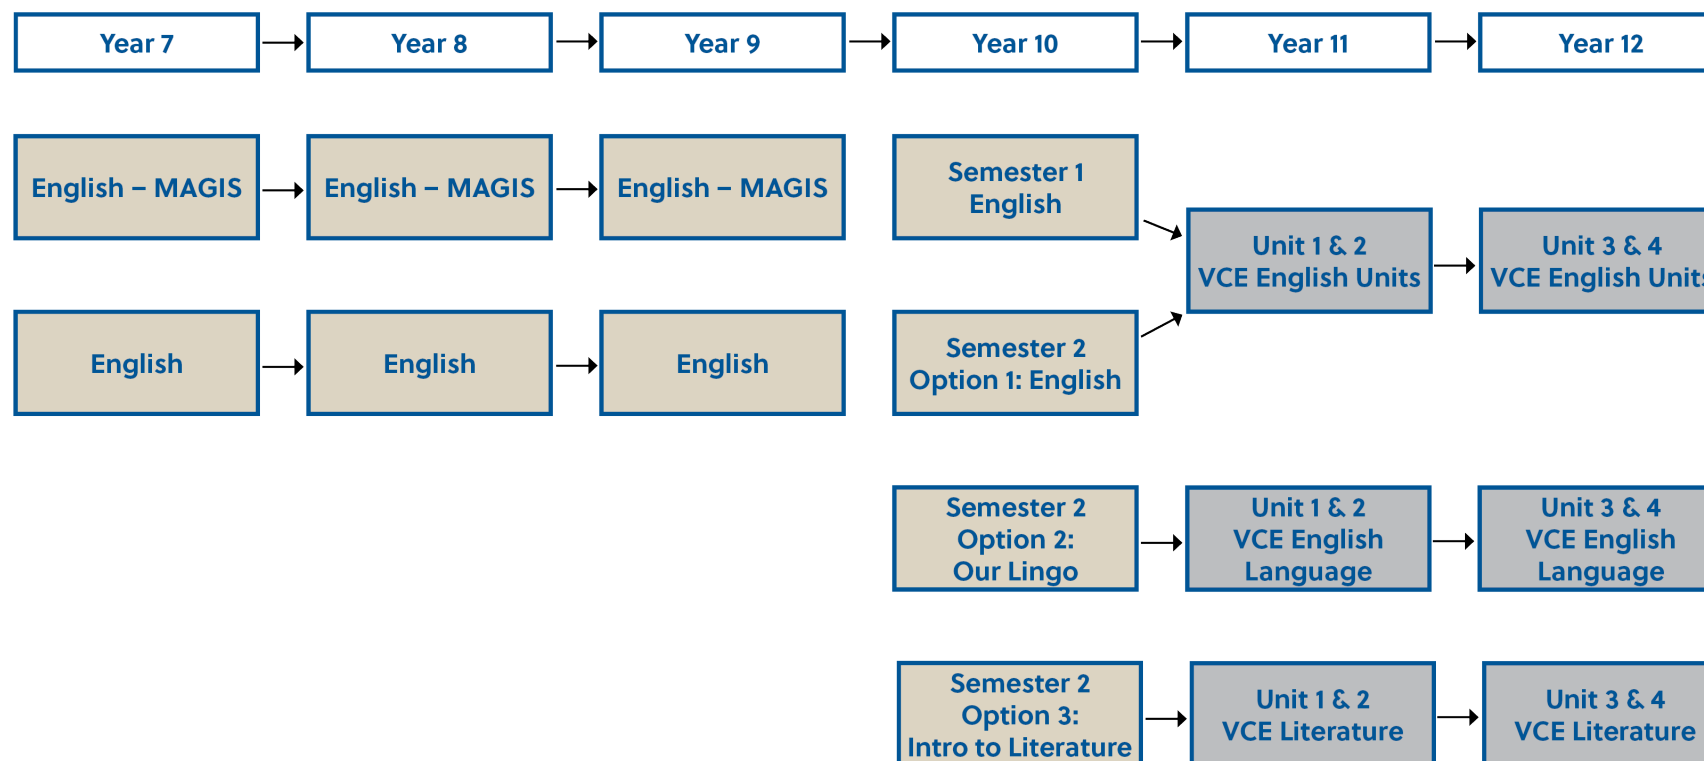 Year 7
Year 8
Year 9
Year 10
Year 11
Year 12
English – MAGIS
English – MAGIS
English – MAGIS
Semester 1
English
Unit 1 & 2
VCE English Units
Unit 3 & 4
VCE English Units
English
English
English
Semester 2
Option 1: English
Semester 2
Option 2:
Our Lingo
Unit 1 & 2
VCE English
Language
Unit 3 & 4
VCE English
Language
Semester 2
Option 3:
Intro to Literature
Unit 1 & 2
VCE Literature
Unit 3 & 4
VCE Literature